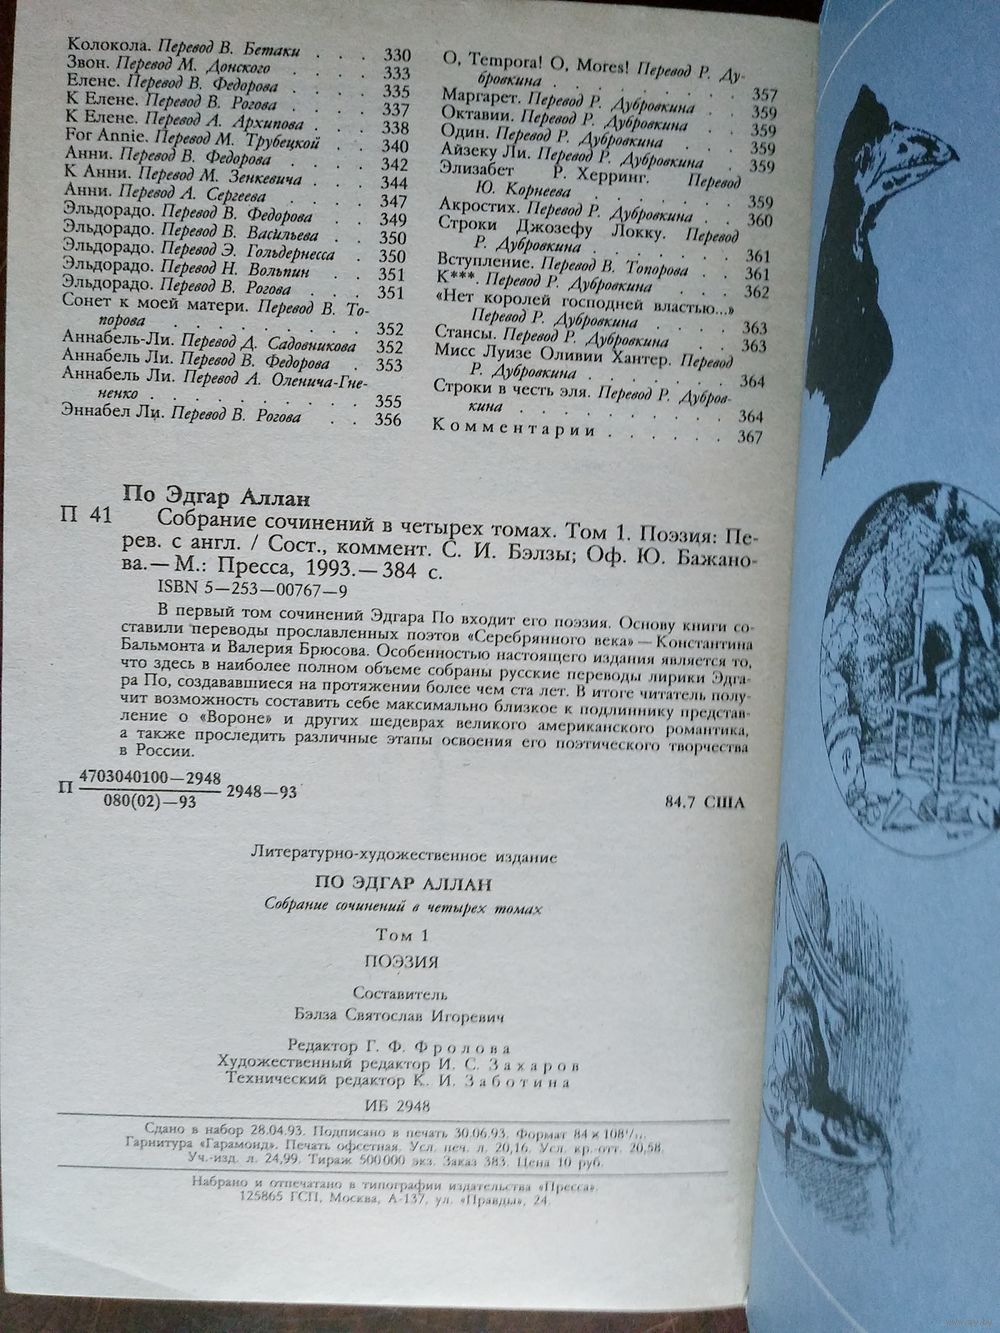 Колокола. Перевод В. Бетаки . . . 330
Звон. Перевод М. Донского . . . . 333
Елене. Перевод В. Федорова . . . . 335
К Елене. Перевод В. Рогова . . . . 337
К Елене. Перевод А. Архипова . . . 338
For Annie. Перевод М. Трубецкой . . 340
Анни. Перевод В. Федорова . . . . 342
К Анни. Перевод М. Зенкевича . . . 344
Анни. Перевод А. Сергеева . . . . 347
Эльдорадо. Перевод В. Федорова . . 349
Эльдорадо. Перевод В. Васильева . . 350
Эльдорадо. Перевод Э. Гольдернесса . 350
Эльдорадо. Перевод Н. Вольпин . . 351
Эльдорадо. Перевод В. Рогова . . . 351
Сонет к моей матери. Перевод В. То-
порова . . . . . . . . . 352
Аннабель-Ли. Перевод Д. Садовникова 352
Аннабель Ли. Перевод В. Федорова . 353
Аннабель Ли. Перевод А. Оленича-Гне-
ненко . . . . . . . . . 355
Эннабел Ли. Перевод В. Рогова . . 356
О, Tempora! O, Mores! Перевод Р. Ду-
бровкина . . . . . . . . 357
Маргарет. Перевод Р. Дубровкина . . 359
Октавии. Перевод Р. Дубровкина . . 359
Один. Перевод Р. Дубровкина . . . 359
Айзеку Ли. Перевод Р. Дубровкина . . 359
Элизабет Р. Херринг. Перевод
Ю. Корнеева . . . . . . . 359
Акростих. Перевод Р. Дубровкина . . 360
Строки Джозефу Локку. Перевод
Р. Дубровкина . . . . . . . 361
Вступление. Перевод В. Топорова . . 361
К***. Перевод Р. Дубровкина . . . 362
«Нет королей господней властью...»
Перевод Р. Дубровкина . . . . 363
Стансы. Перевод Р. Дубровкина . . 363
Мисс Луизе Оливии Хантер. Перевод
Р. Дубровкина . . . . . . . 364
Строки в честь эля. Перевод Р. Дубров-
кина . . . . . . . . . 364
Комментарии . . . . . . 367
По Эдгар Аллан
П 41 Собрание сочинений в четырех томах. Том 1. Поэзия: Пе-
рев. с англ. / Сост., коммент. С. И. Бэлзы; Оф. Ю. Бажано-
ва.— М.: Пресса, 1993.— 384 с.
ISBN 5—253—00767—9
В первый том сочинений Эдгара По входит его поэзия. Основу книги со-
ставили переводы прославленных поэтов «Серебрянного века» — Константина
Бальмонта и Валерия Брюсова. Особенностью настоящего издания является то,
что здесь в наиболее полном объеме собраны русские переводы лирики Эдга-
ра По, создававшиеся на протяжении более чем ста лет. В итоге читатель полу-
чит возможность составить себе максимально близкое к подлиннику представ-
ление о «Вороне» и других шедеврах великого американского романтика,
а также проследить различные этапы освоения его поэтического творчества
в России.
П 4703040100—2948
080(02)—93 2948—93
84.7 США
Литературно-художественное издание
ПО ЭДГАР АЛЛАН
Собрание сочинений в четырех томах
Том 1
ПОЭЗИЯ
Составитель
Бэлза Святослав Игоревич
Редактор Г. Ф. Фролова
Художественный редактор И. С. Захаров
Технический редактор К. И. Заботина
ИБ 2948
Сдано в набор 28.04.93. Подписано в печать 30.06.93. Формат 84 × 108
Гарнитура «Гарамонд». Печать офсетная. Усл. печ. л. 20,16. Усл. кр.-отт. 20,58.
Уч.-изд. л. 24,99. Тираж 500 000 экз. Заказ 383. Цена 10 руб.
Набрано и отпечатано в типографии издательства «Пресса».
125865 ГСП, Москва, А-137, ул. «Правды», 24.